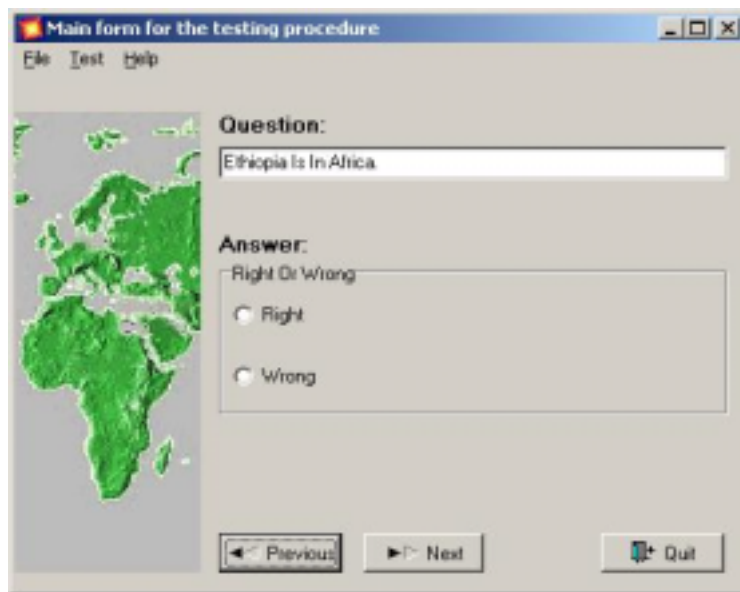 Main form for the testing procedure
File Test Help
Question:
Ethiopia Is In Africa.
Answer:
Right Or Wrong
Right
Wrong
Previous Next Quit